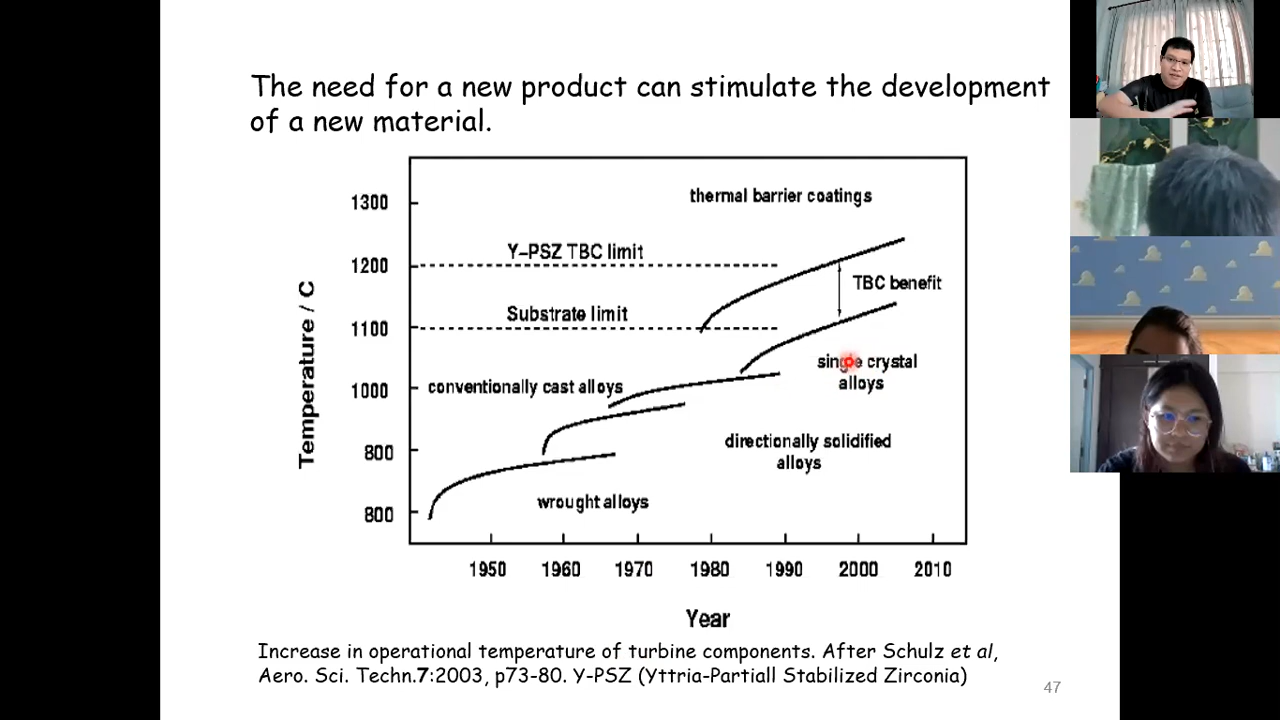 The need for a new product can stimulate the development
of a new material.
thermal barrier coatings
1300
Y-PSZ TBC limit
1200
TBC benefit
Substrate limit
1100
single crystal
alloys
conventionally cast alloys
1000
directionally solidified
alloys
800
wrought alloys
800
Temperature / C
1950 1960 1970 1980 1990 2000 2010
Year
Increase in operational temperature of turbine components. After Schulz et al,
Aero. Sci. Techn.7:2003, p73-80. Y-PSZ (Yttria-Partiall Stabilized Zirconia)
47